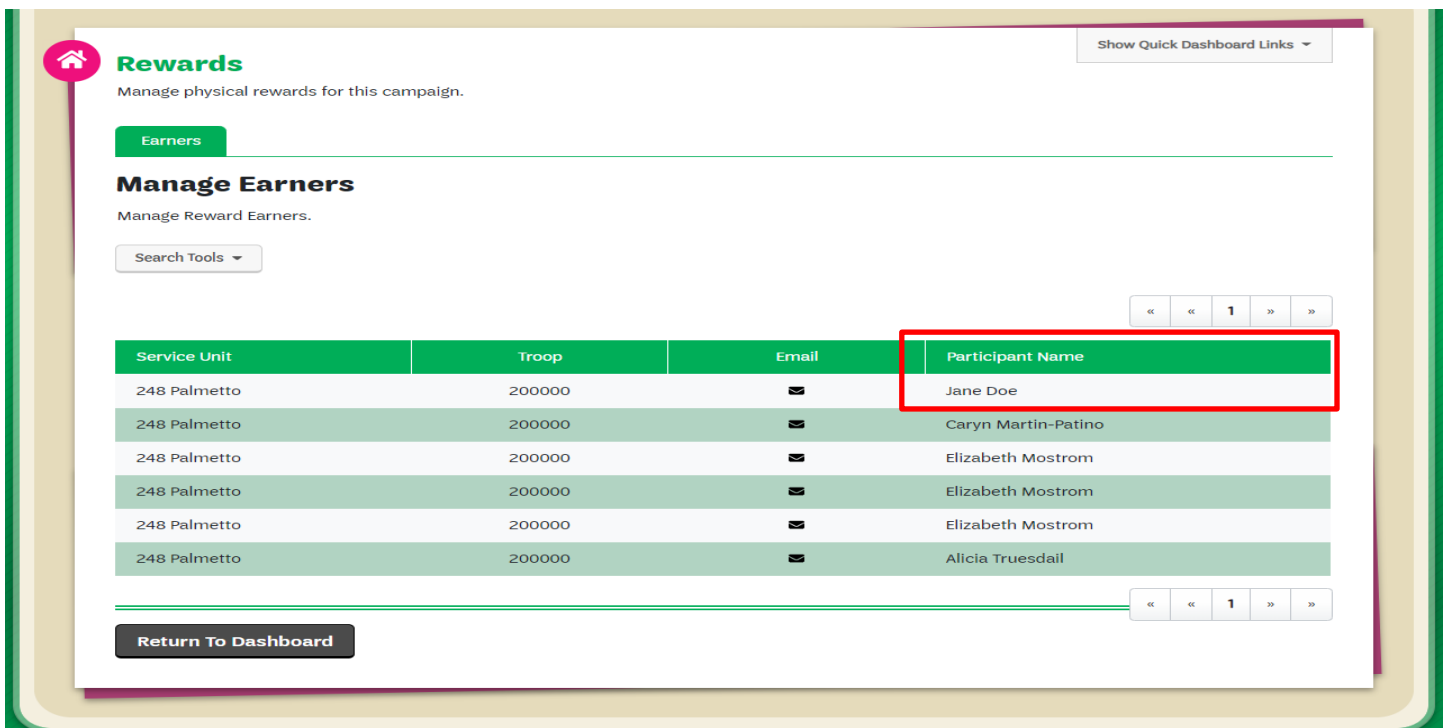 Show Quick Dashboard Links
Rewards
Manage physical rewards for this campaign.
Earners
Manage Earners
Manage Reward Earners.
Search Tools
« « 1 » »
Service Unit Troop Email Participant Name
248 Palmetto 200000 Jane Doe
248 Palmetto 200000 Caryn Martin-Patino
248 Palmetto 200000 Elizabeth Mostrom
248 Palmetto 200000 Elizabeth Mostrom
248 Palmetto 200000 Elizabeth Mostrom
248 Palmetto 200000 Alicia Truesdail
« « 1 » »
Return To Dashboard